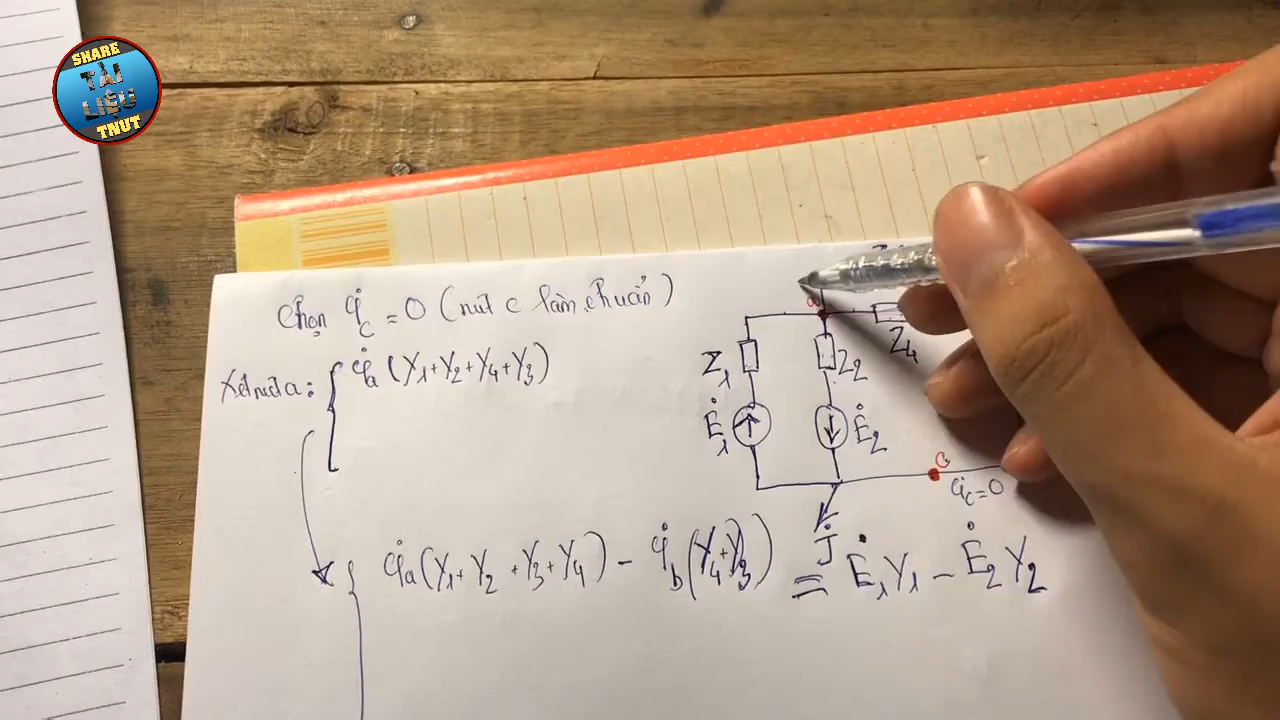 SHARE
TÀI
LIỆU
TNUT
Chọn φ̇c = 0 (nút c làm chuẩn)
Xét nút a: φ̇a (Y1+Y2+Y4+Y3)
a
Z1
Z2
Z4
Ė1
Ė2
c
φ̇c=0
J̇
φ̇a(Y1+Y2+Y3+Y4) - φ̇b(Y4+Y3) = Ė1Y1 - Ė2Y2